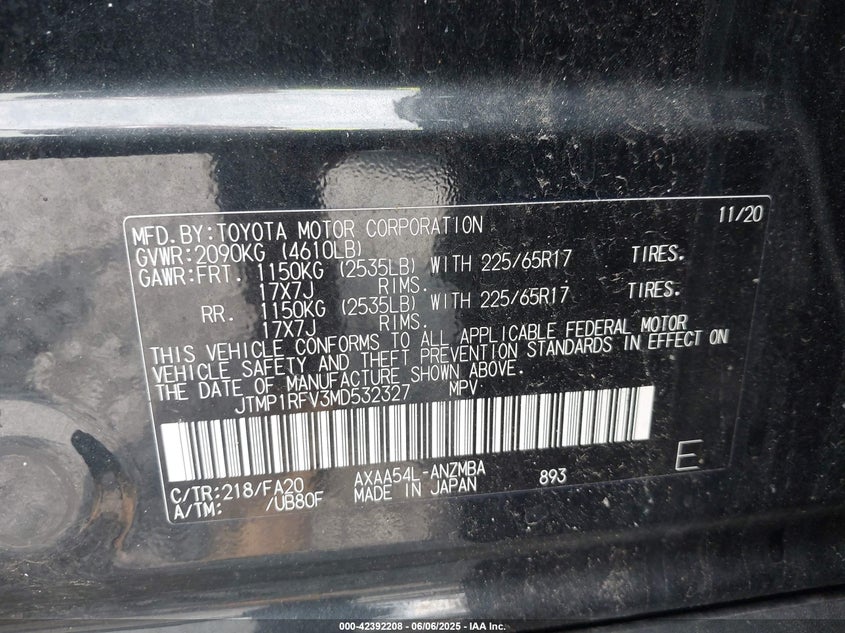 11/20
MFD.BY:TOYOTA MOTOR CORPORATION
GVWR:2090KG (4610LB)
GAWR:FRT. 1150KG (2535LB) WITH 225/65R17 TIRES.
17X7J RIMS.
RR. 1150KG (2535LB) WITH 225/65R17 TIRES.
17X7J RIMS.
THIS VEHICLE CONFORMS TO ALL APPLICABLE FEDERAL MOTOR
VEHICLE SAFETY AND THEFT PREVENTION STANDARDS IN EFFECT ON
THE DATE OF MANUFACTURE SHOWN ABOVE.
JTMP1RFV3MD532327 MPV
C/TR:218/FA20 AXAA54L-ANZMBA 893 E
A/TM: /UB80F MADE IN JAPAN
000-42392208 - 06/06/2025 - IAA Inc.